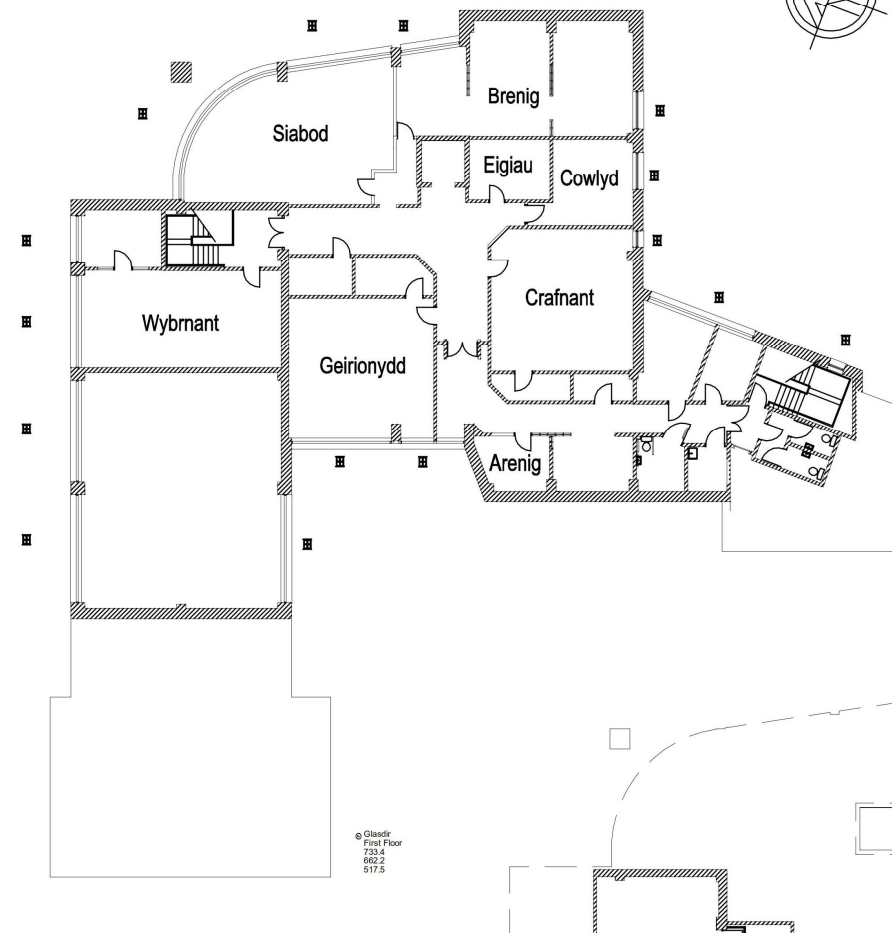 Brenig
Siabod
Eigiau
Cowlyd
Crafnant
Wybrnant
Geirionydd
Arenig
© Glasdir
First Floor
733.4
662.2
517.5